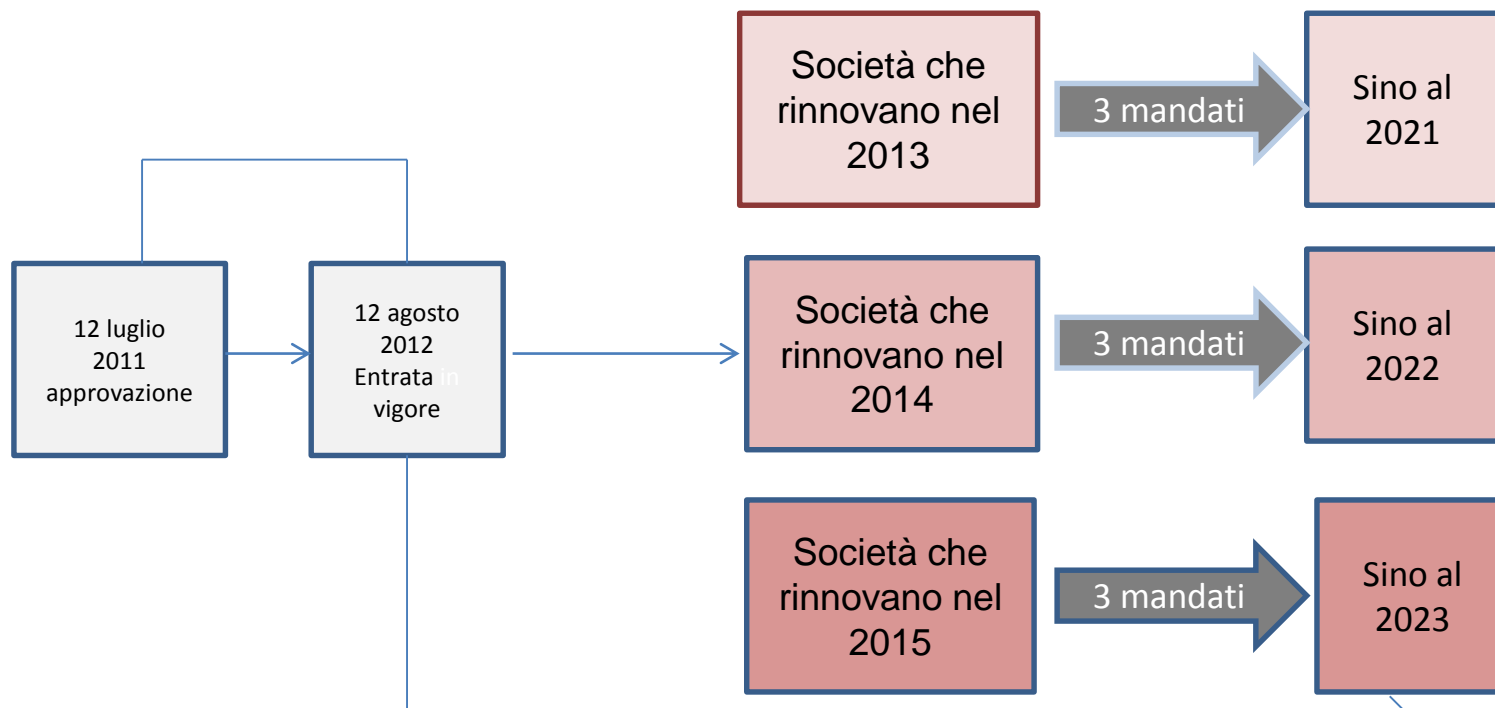 Società che
rinnovano nel
2013
3 mandati
Sino al
2021
12 luglio
2011
approvazione
12 agosto
2012
Entrata in
vigore
Società che
rinnovano nel
2014
3 mandati
Sino al
2022
Società che
rinnovano nel
2015
3 mandati
Sino al
2023